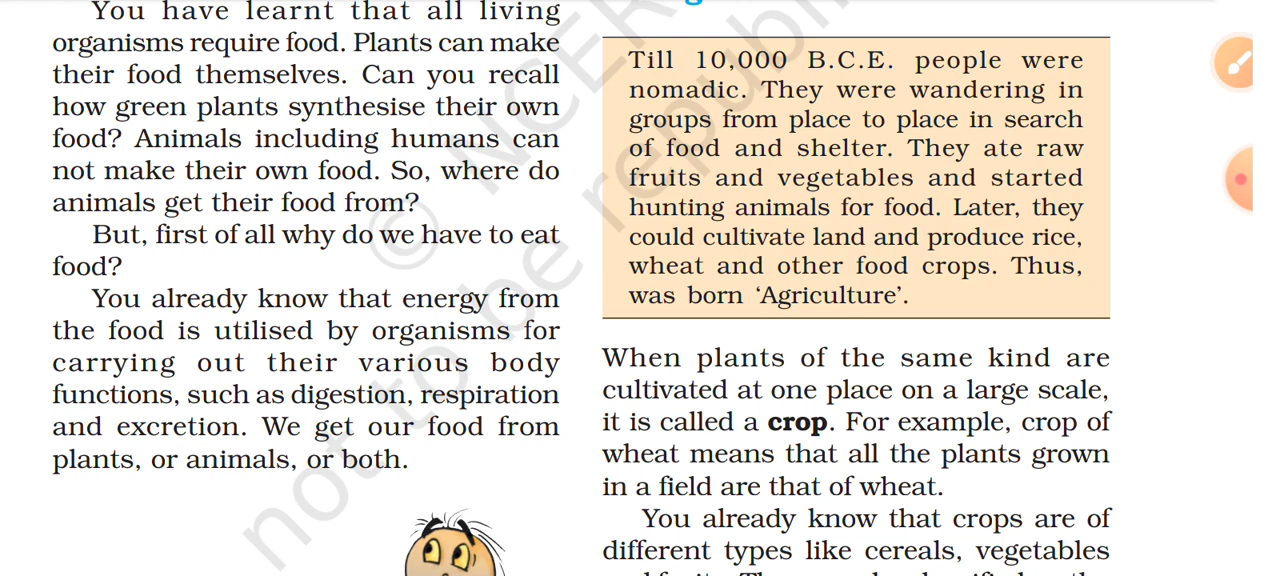 You have learnt that all living
organisms require food. Plants can make
their food themselves. Can you recall
how green plants synthesise their own
food? Animals including humans can
not make their own food. So, where do
animals get their food from?
But, first of all why do we have to eat
food?
You already know that energy from
the food is utilised by organisms for
carrying out their various body
functions, such as digestion, respiration
and excretion. We get our food from
plants, or animals, or both.
Till 10,000 B.C.E. people were
nomadic. They were wandering in
groups from place to place in search
of food and shelter. They ate raw
fruits and vegetables and started
hunting animals for food. Later, they
could cultivate land and produce rice,
wheat and other food crops. Thus,
was born ‘Agriculture’.
When plants of the same kind are
cultivated at one place on a large scale,
it is called a crop. For example, crop of
wheat means that all the plants grown
in a field are that of wheat.
You already know that crops are of
different types like cereals, vegetables
© NCER
not to be republi